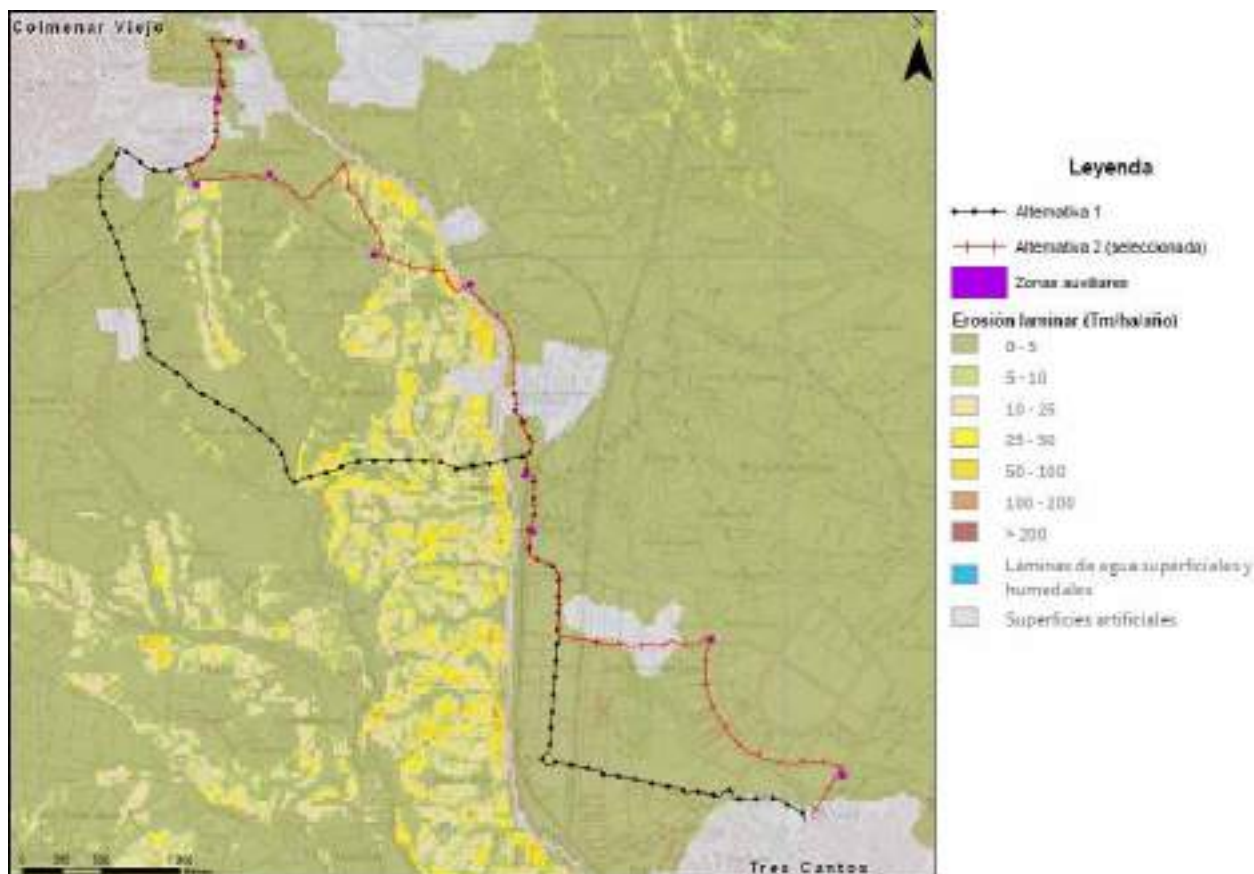 Colmenar Viejo
Leyenda
Alternativa 1
Alternativa 2 (seleccionada)
Zonas auxiliares
Erosión laminar (Tm/ha/año)
0 - 5
5 - 10
10 - 25
25 - 50
50 - 100
100 - 200
> 200
Láminas de agua superficiales y
humedales
Superficies artificiales
Tres Cantos